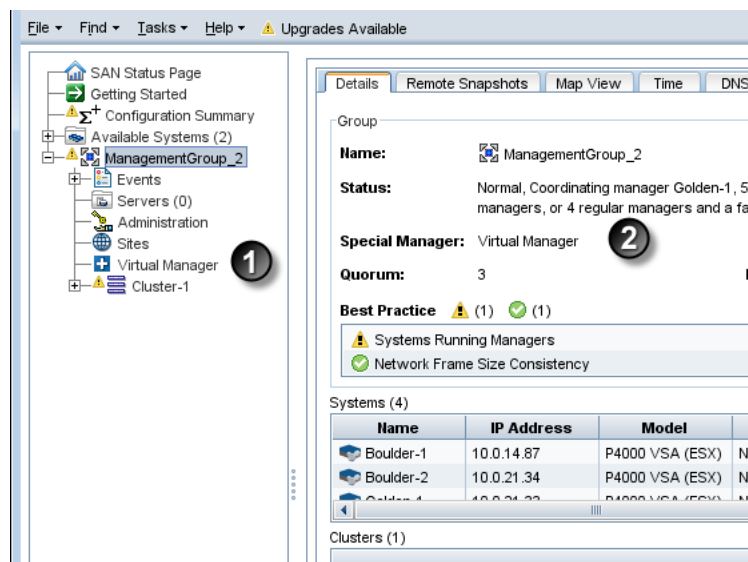 File Find Tasks Help Upgrades Available
SAN Status Page
Getting Started
Configuration Summary
Available Systems (2)
ManagementGroup_2
Events
Servers (0)
Administration
Sites
Virtual Manager
1
Cluster-1
Details Remote Snapshots Map View Time DNS
Group
Name: ManagementGroup_2
Status: Normal, Coordinating manager Golden-1, 5
managers, or 4 regular managers and a fa
Special Manager: Virtual Manager
2
Quorum: 3
Best Practice (1) (1)
Systems Running Managers
Network Frame Size Consistency
Systems (4)
Name IP Address Model
Boulder-1 10.0.14.87 P4000 VSA (ESX) N
Boulder-2 10.0.21.34 P4000 VSA (ESX) N
Clusters (1)